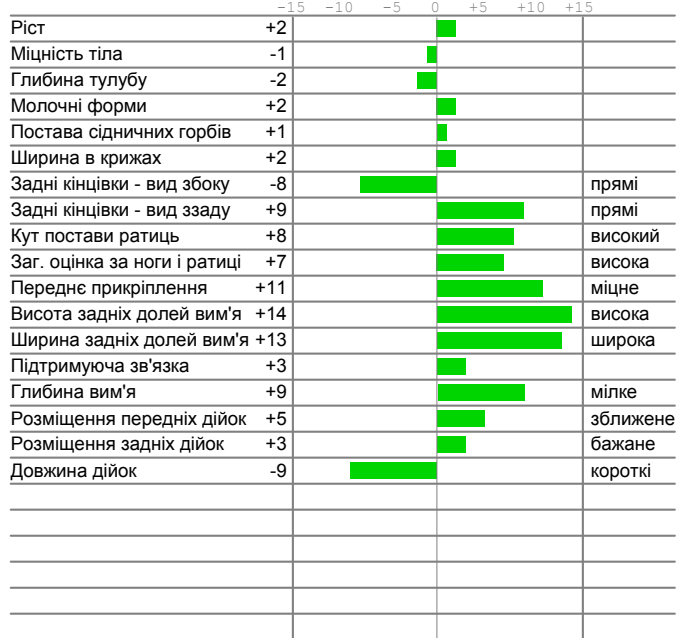 -15 -10 -5 0 +5 +10 +15
Ріст +2
Міцність тіла -1
Глибина тулубу -2
Молочні форми +2
Постава сідничних горбів +1
Ширина в крижах +2
Задні кінцівки - вид збоку -8 прямі
Задні кінцівки - вид ззаду +9 прямі
Кут постави ратиць +8 високий
Заг. оцінка за ноги і ратиці +7 висока
Переднє прикріплення +11 міцне
Висота задніх долей вим'я +14 висока
Ширина задніх долей вим'я +13 широка
Підтримуюча зв'язка +3
Глибина вим'я +9 мілке
Розміщення передніх дійок +5 зближене
Розміщення задніх дійок +3 бажане
Довжина дійок -9 короткі